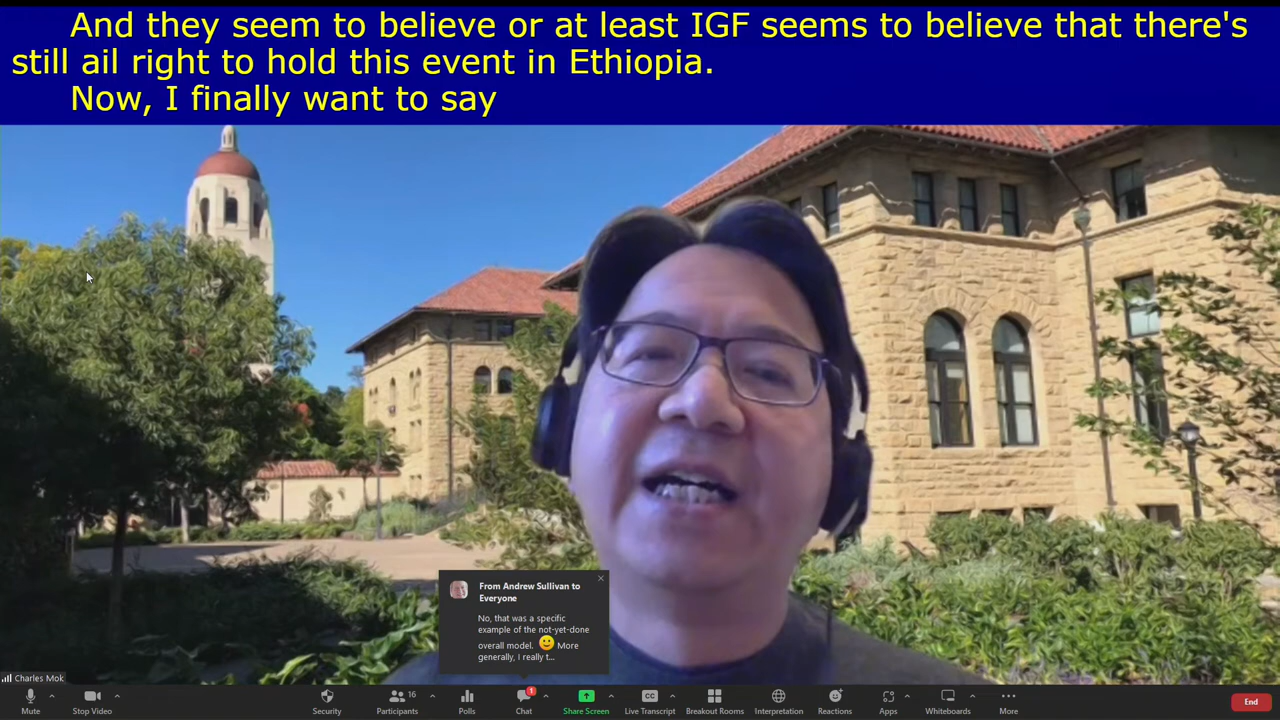 And they seem to believe or at least IGF seems to believe that there's
still ail right to hold this event in Ethiopia.
Now, I finally want to say
From Andrew Sullivan to
Everyone
No, that was a specific
example of the not-yet-done
overall model. 🙂 More
generally, I really t...
Charles Mok
Mute
Stop Video
Security
16
Participants
Polls
1
Chat
Share Screen
CC
Live Transcript
Breakout Rooms
Interpretation
Reactions
Apps
Whiteboards
More
End